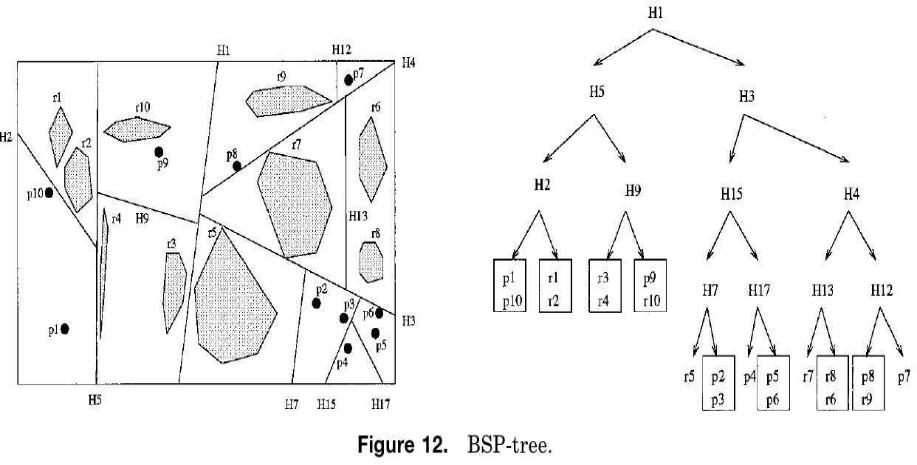 H1
H12
H4
p7
r9
r1
r10
r6
H2
r2
r7
p9
p8
p10
r4
H9
H13
r5
r8
r3
p2
p3
p6
H3
p1
p5
p4
H5
H7
H15
H17
H1
H5
H3
H2
H9
H15
H4
p1
r1
r3
p9
p10
r2
r4
r10
H7
H17
H13
H12
r5
p2
p4
p5
r7
r8
p8
p7
p3
p6
r6
r9
Figure 12. BSP-tree.